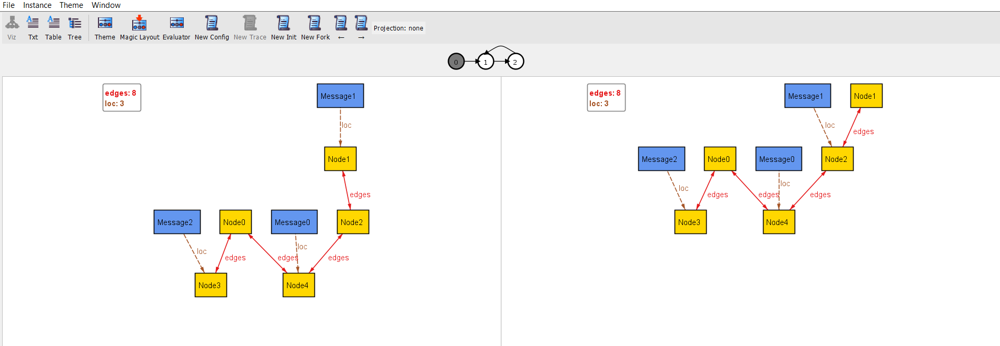 File Instance Theme Window
Viz Txt Table Tree Theme Magic Layout Evaluator New Config New Trace New Init New Fork ← → Projection: none
0 1 2
edges: 8
loc: 3
Message1
loc
Node1
edges
Message2 Node0 Message0 Node2
loc edges edges loc edges
Node3 Node4
edges: 8
loc: 3
Message1 Node1
loc edges
Message2 Node0 Message0 Node2
loc edges edges loc edges
Node3 Node4